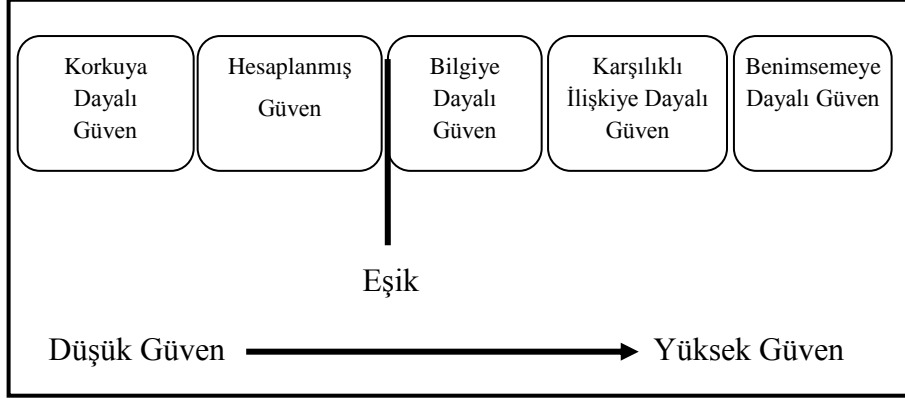 Korkuya
Dayalı
Güven
Hesaplanmış
Güven
Bilgiye
Dayalı
Güven
Karşılıklı
İlişkiye Dayalı
Güven
Benimsemeye
Dayalı Güven
Eşik
Düşük Güven
Yüksek Güven